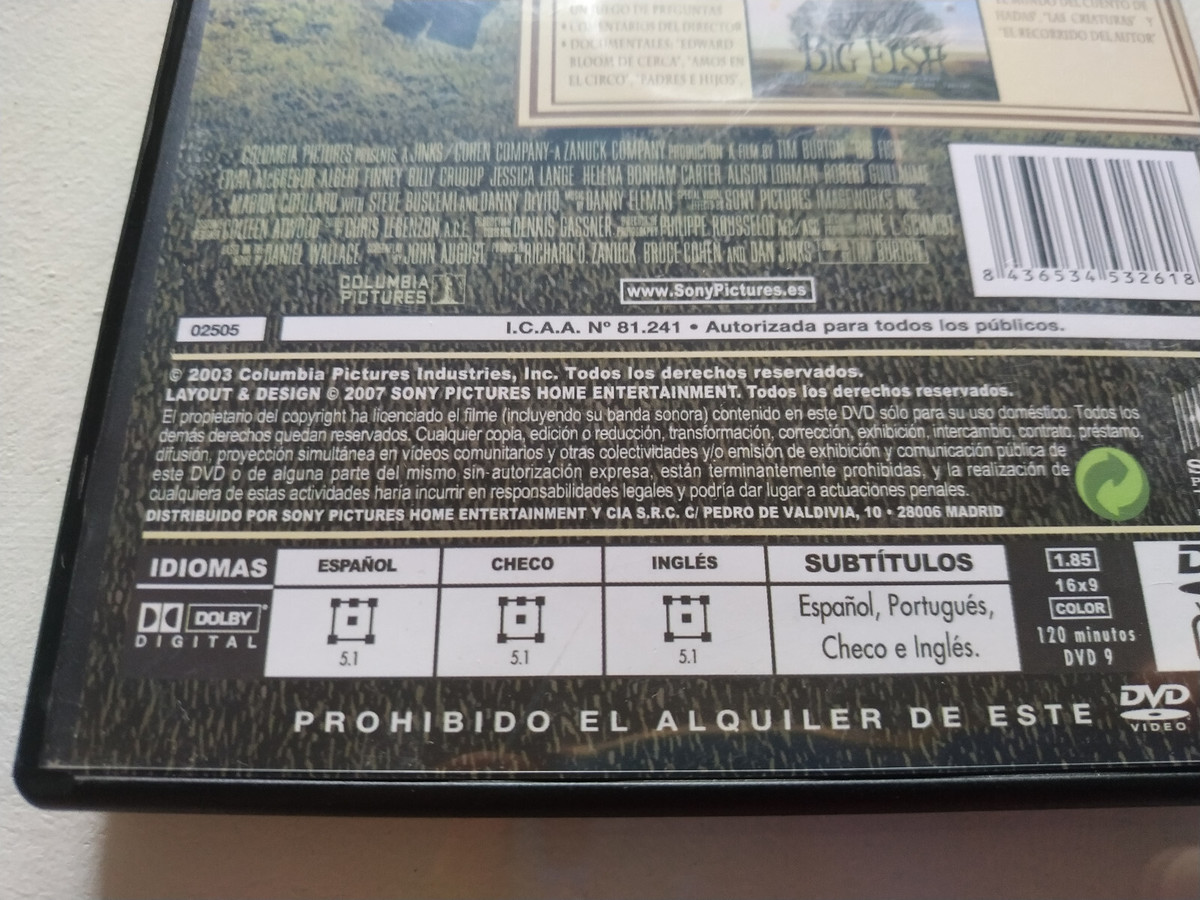 UN JUEGO DE PREGUNTAS
• COMENTARIOS DEL DIRECTOR
• DOCUMENTALES: "EDWARD
BLOOM DE CERCA", "AMOS EN
EL CIRCO", "PADRES E HIJOS"
BIG FISH
EL MUNDO DEL CUENTO DE
HADAS", "LAS CRIATURAS" Y
"EL RECORRIDO DEL AUTOR"
COLUMBIA PICTURES PRESENTS A JINKS/COHEN COMPANY A ZANUCK COMPANY PRODUCTION A FILM BY TIM BURTON BIG FISH
EWAN McGREGOR ALBERT FINNEY BILLY CRUDUP JESSICA LANGE HELENA BONHAM CARTER ALISON LOHMAN ROBERT GUILLAUME
MARION COTILLARD WITH STEVE BUSCEMI AND DANNY DeVITO DANNY ELFMAN SONY PICTURES IMAGEWORKS INC.
COLLEEN ATWOOD CHRIS LEBENZON A.C.E. DENNIS GASSNER PHILIPPE ROUSSELOT ARNE L. SCHMIDT
DANIEL WALLACE JOHN AUGUST RICHARD D. ZANUCK BRUCE COHEN AND DAN JINKS TIM BURTON
COLUMBIA
PICTURES
www.SonyPictures.es
8 436534 532618
02505
I.C.A.A. Nº 81.241 • Autorizada para todos los públicos.
© 2003 Columbia Pictures Industries, Inc. Todos los derechos reservados.
LAYOUT & DESIGN © 2007 SONY PICTURES HOME ENTERTAINMENT. Todos los derechos reservados.
El propietario del copyright ha licenciado el filme (incluyendo su banda sonora) contenido en este DVD sólo para su uso doméstico. Todos los
demás derechos quedan reservados. Cualquier copia, edición o reducción, transformación, corrección, exhibición, intercambio, contrato, préstamo,
difusión, proyección simultánea en vídeos comunitarios y otras colectividades y/o emisión de exhibición y comunicación pública de
este DVD o de alguna parte del mismo sin autorización expresa, están terminantemente prohibidas, y la realización de
cualquiera de estas actividades haría incurrir en responsabilidades legales y podría dar lugar a actuaciones penales.
DISTRIBUIDO POR SONY PICTURES HOME ENTERTAINMENT Y CIA S.R.C. C/ PEDRO DE VALDIVIA, 10 • 28006 MADRID
IDIOMAS
ESPAÑOL
CHECO
INGLÉS
SUBTÍTULOS
DOLBY
DIGITAL
5.1
5.1
5.1
Español, Portugués,
Checo e Inglés.
1.85
16x9
COLOR
120 minutos
DVD 9
PROHIBIDO EL ALQUILER DE ESTE
DVD
VIDEO